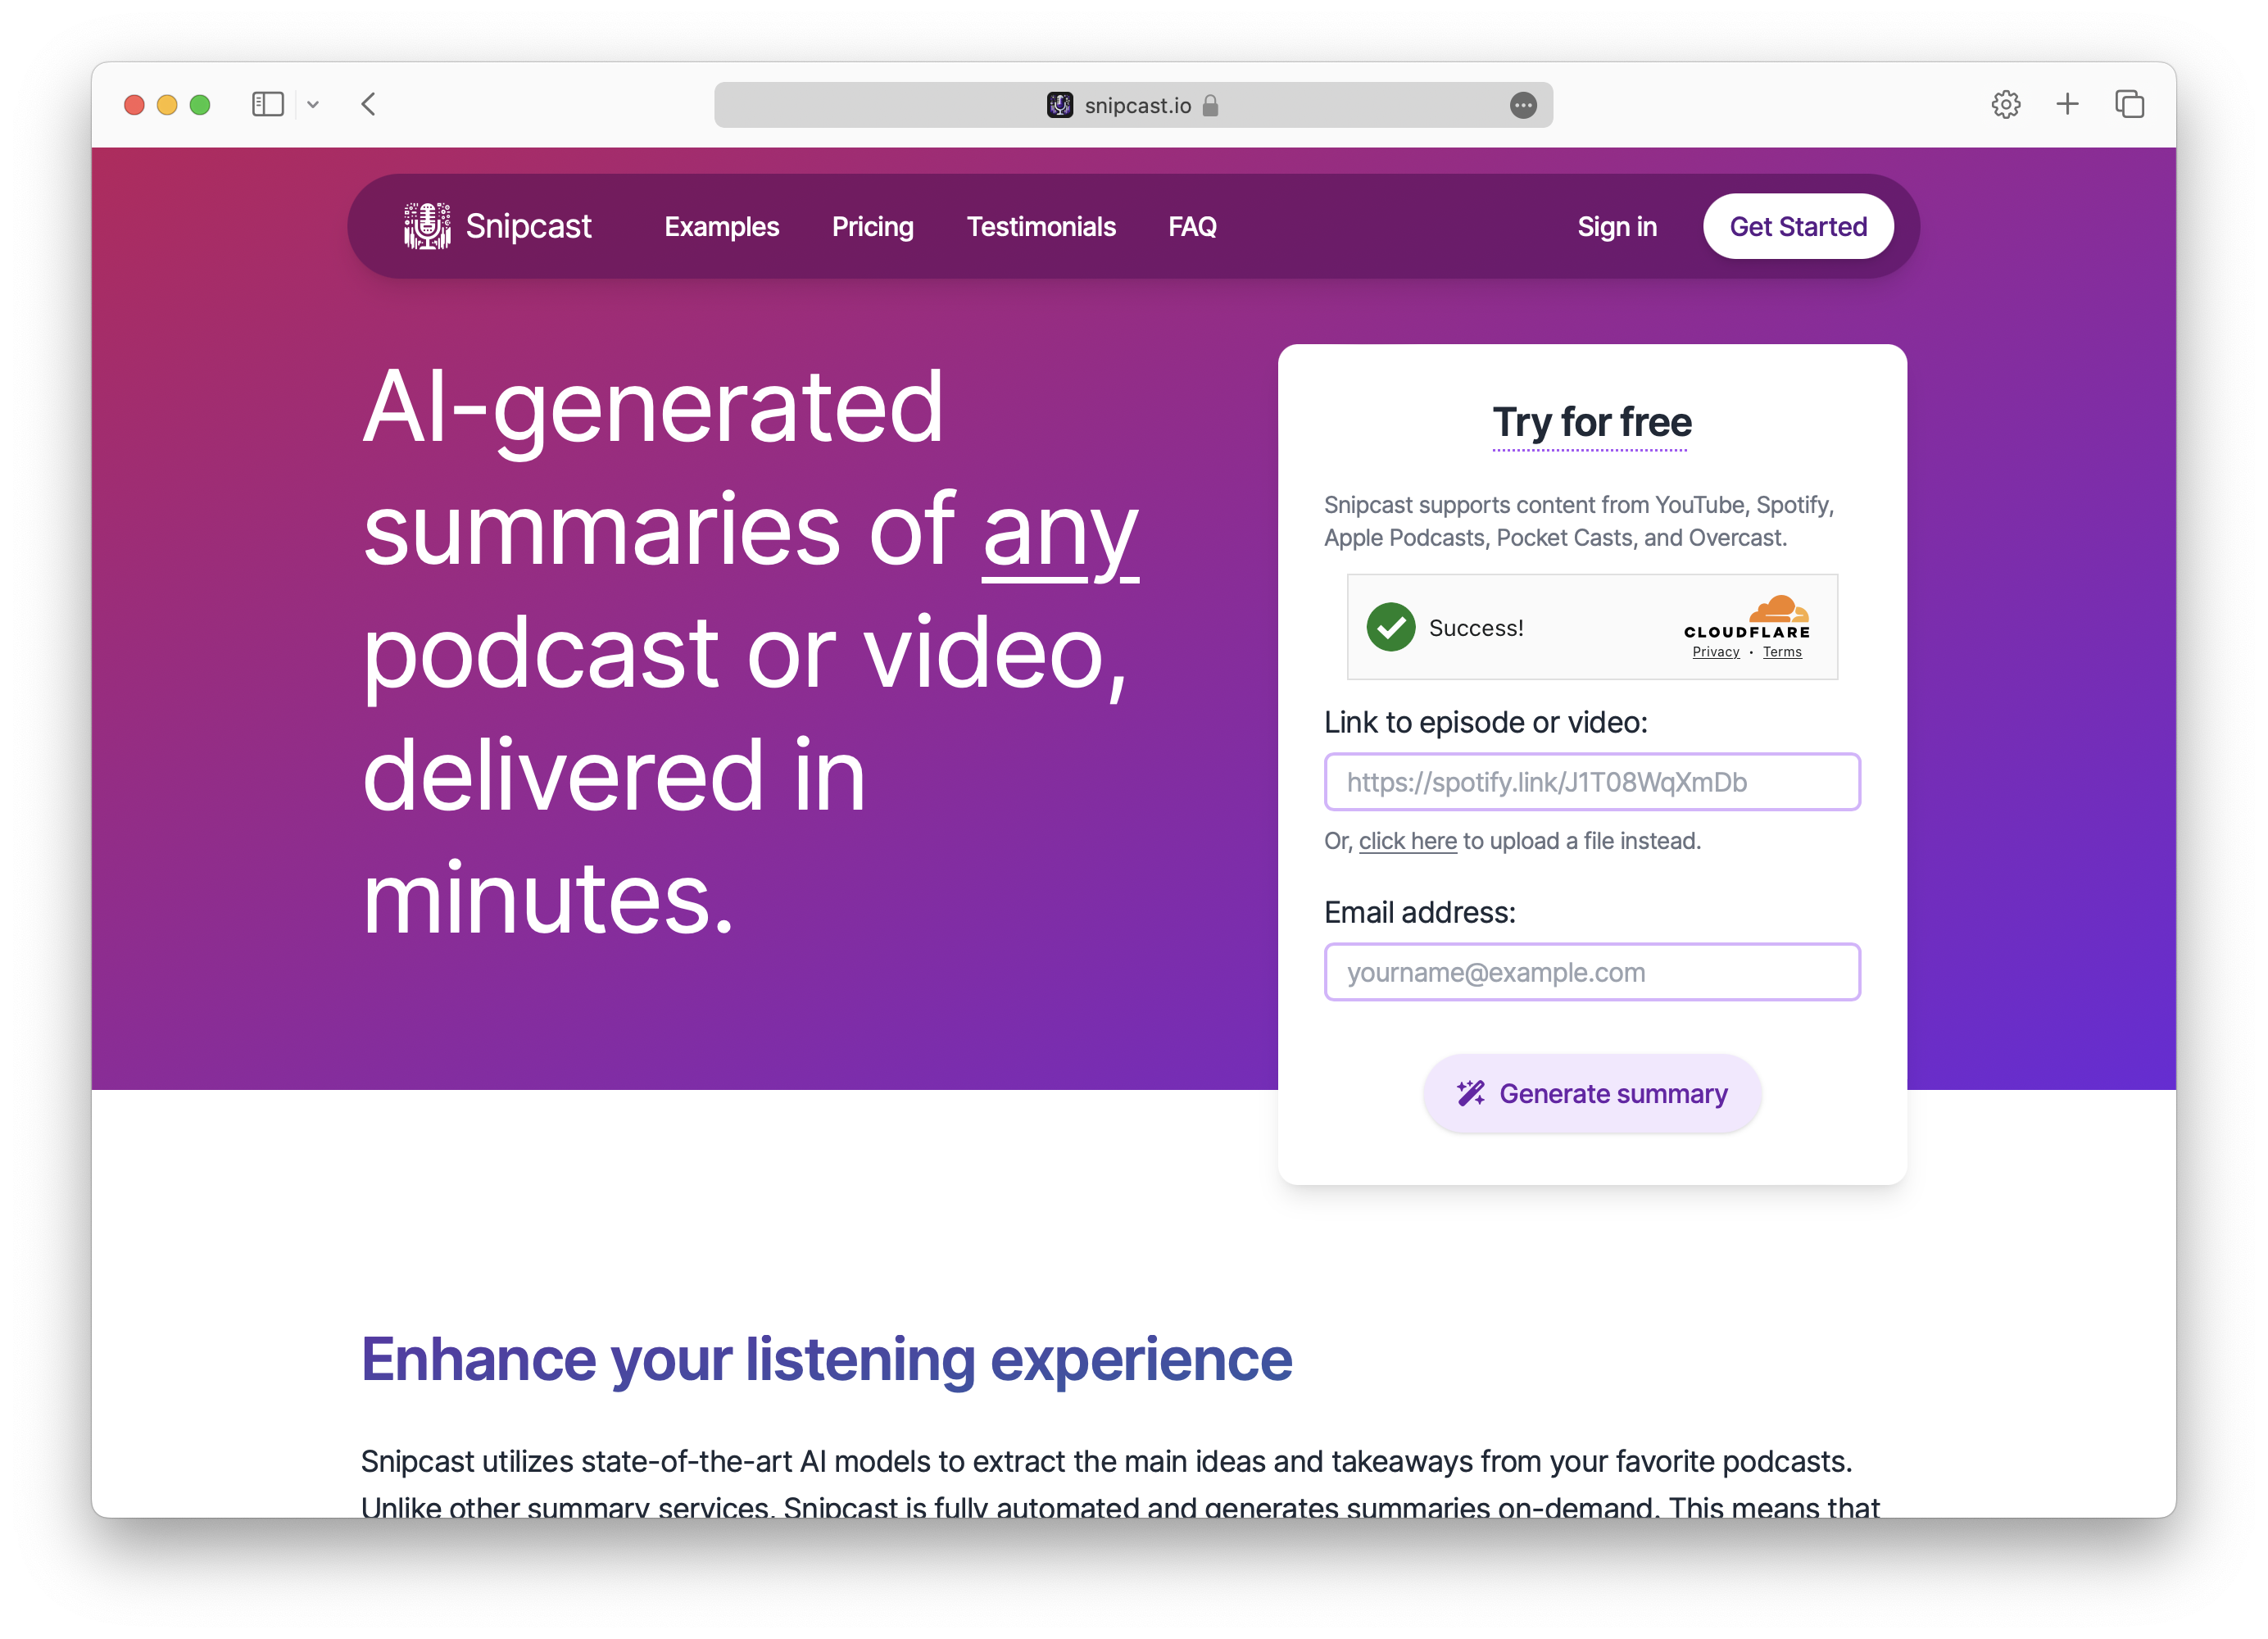 snipcast.io
Snipcast
Examples
Pricing
Testimonials
FAQ
Sign in
Get Started
AI-generated
summaries of any
podcast or video,
delivered in
minutes.
Try for free
Snipcast supports content from YouTube, Spotify,
Apple Podcasts, Pocket Casts, and Overcast.
Success!
CLOUDFLARE
Privacy • Terms
Link to episode or video:
https://spotify.link/J1T08WqXmDb
Or, click here to upload a file instead.
Email address:
yourname@example.com
Generate summary
Enhance your listening experience
Snipcast utilizes state-of-the-art AI models to extract the main ideas and takeaways from your favorite podcasts.
Unlike other summary services, Snipcast is fully automated and generates summaries on-demand. This means that